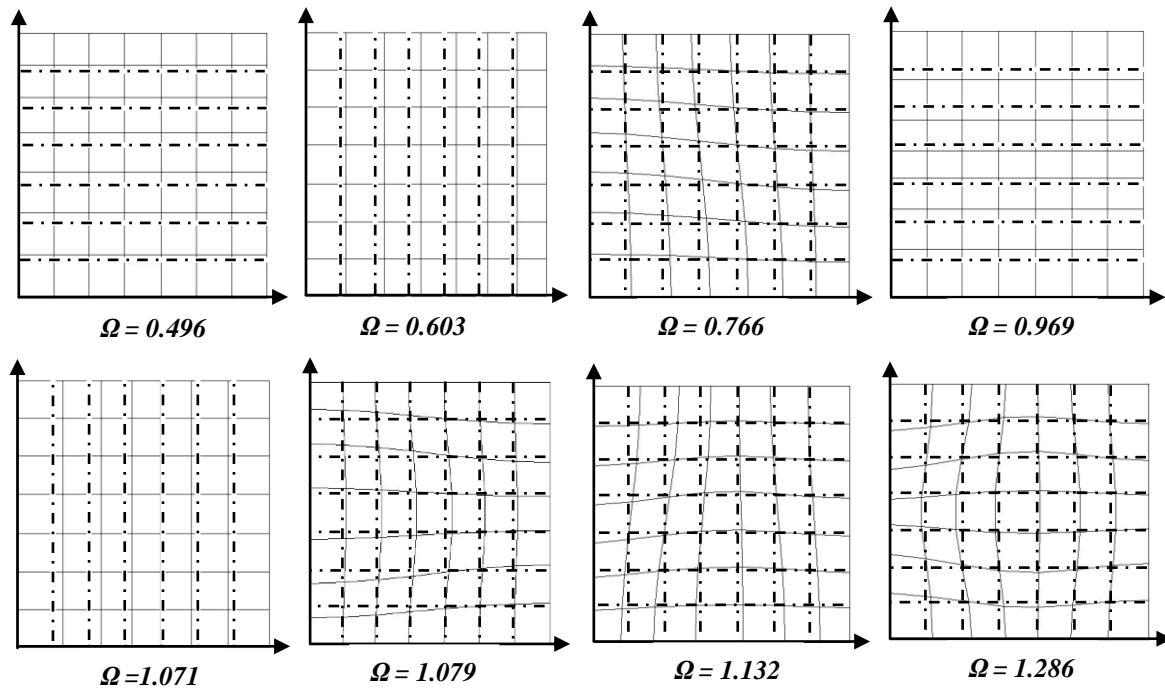 Ω = 0.496
Ω = 0.603
Ω = 0.766
Ω = 0.969
Ω =1.071
Ω = 1.079
Ω = 1.132
Ω = 1.286